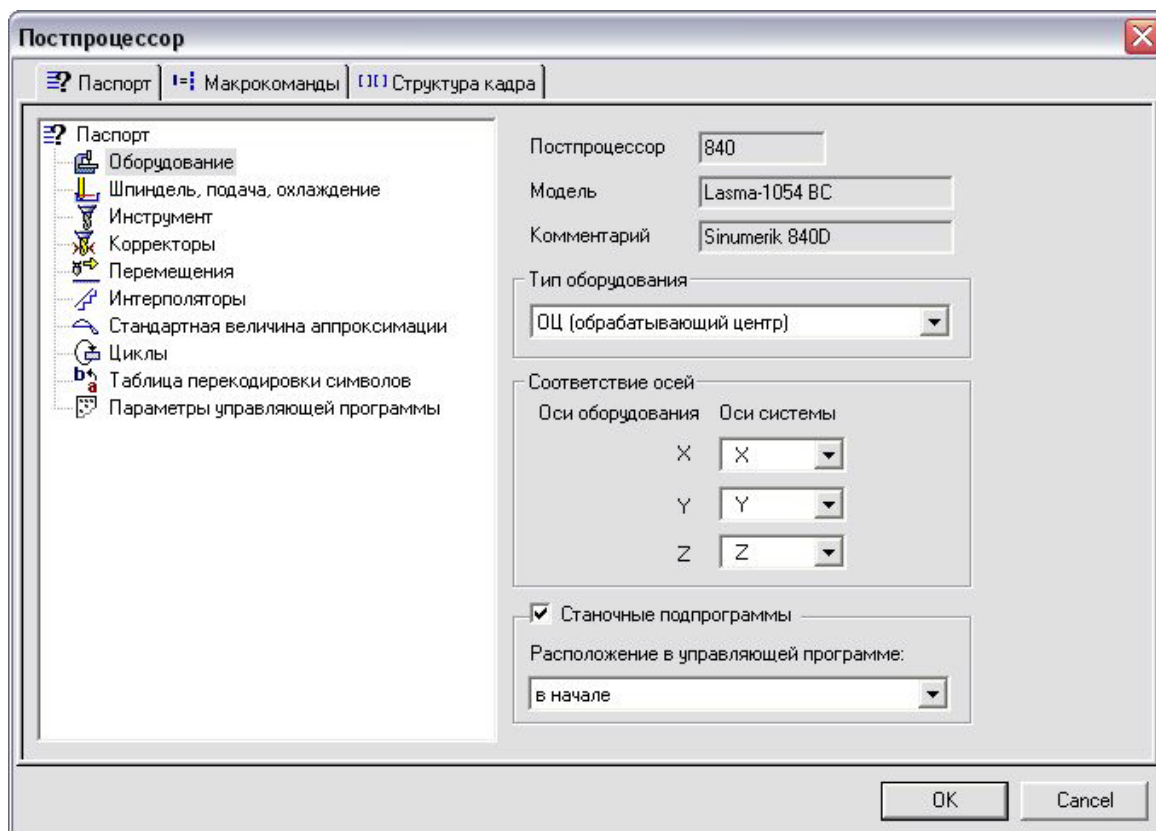 Постпроцессор
Паспорт Макрокоманды Структура кадра
Паспорт
Оборудование
Шпиндель, подача, охлаждение
Инструмент
Корректоры
Перемещения
Интерполяторы
Стандартная величина аппроксимации
Циклы
Таблица перекодировки символов
Параметры управляющей программы
Постпроцессор 840
Модель Lasma-1054 BC
Комментарий Sinumerik 840D
Тип оборудования
ОЦ (обрабатывающий центр)
Соответствие осей
Оси оборудования Оси системы
X X
Y Y
Z Z
Станочные подпрограммы
Расположение в управляющей программе:
в начале
OK Cancel